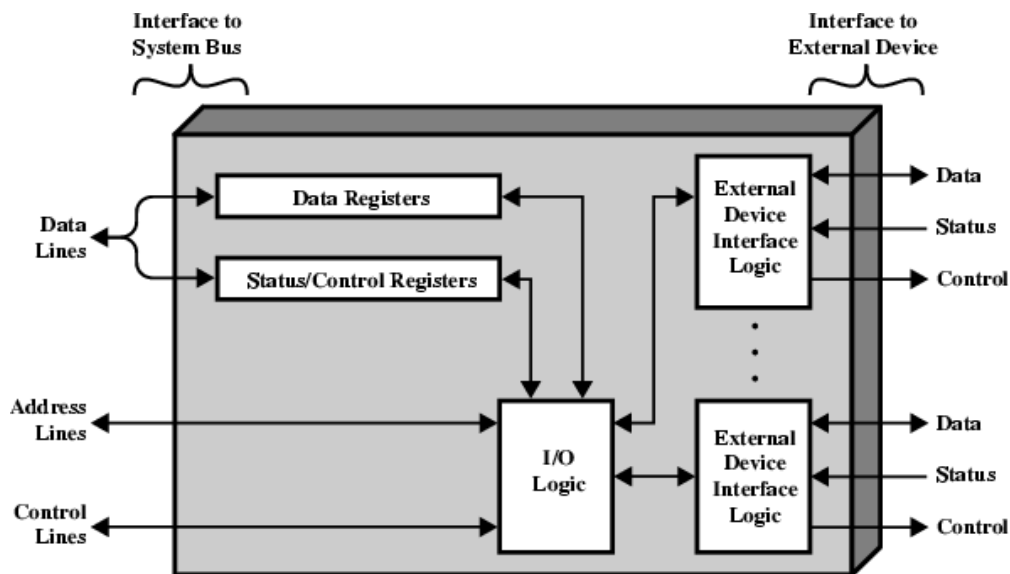 Interface to
System Bus
Interface to
External Device
Data
Lines
Data Registers
Status/Control Registers
External
Device
Interface
Logic
Data
Status
Control
Address
Lines
Control
Lines
I/O
Logic
External
Device
Interface
Logic
Data
Status
Control